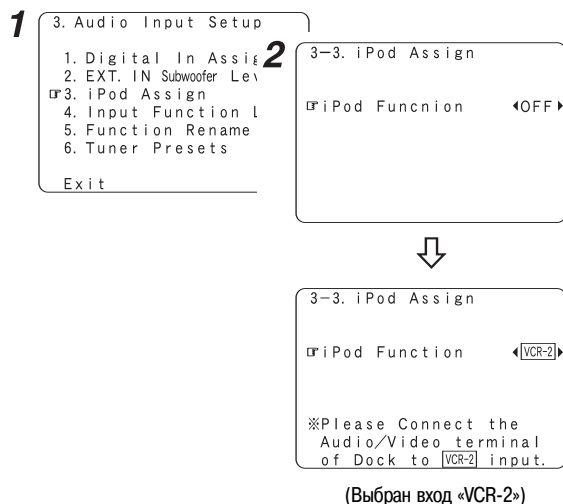 1
3. Audio Input Setup
1. Digital In Assig
2. EXT. IN Subwoofer Lev
☞3. iPod Assign
4. Input Function L
5. Function Rename
6. Tuner Presets
Exit
2
3-3. iPod Assign
☞iPod Funcnion ◀OFF▶
3-3. iPod Assign
☞iPod Function ◀VCR-2▶
※Please Connect the
Audio/Video terminal
of Dock to VCR-2 input.
(Выбран вход «VCR-2»)